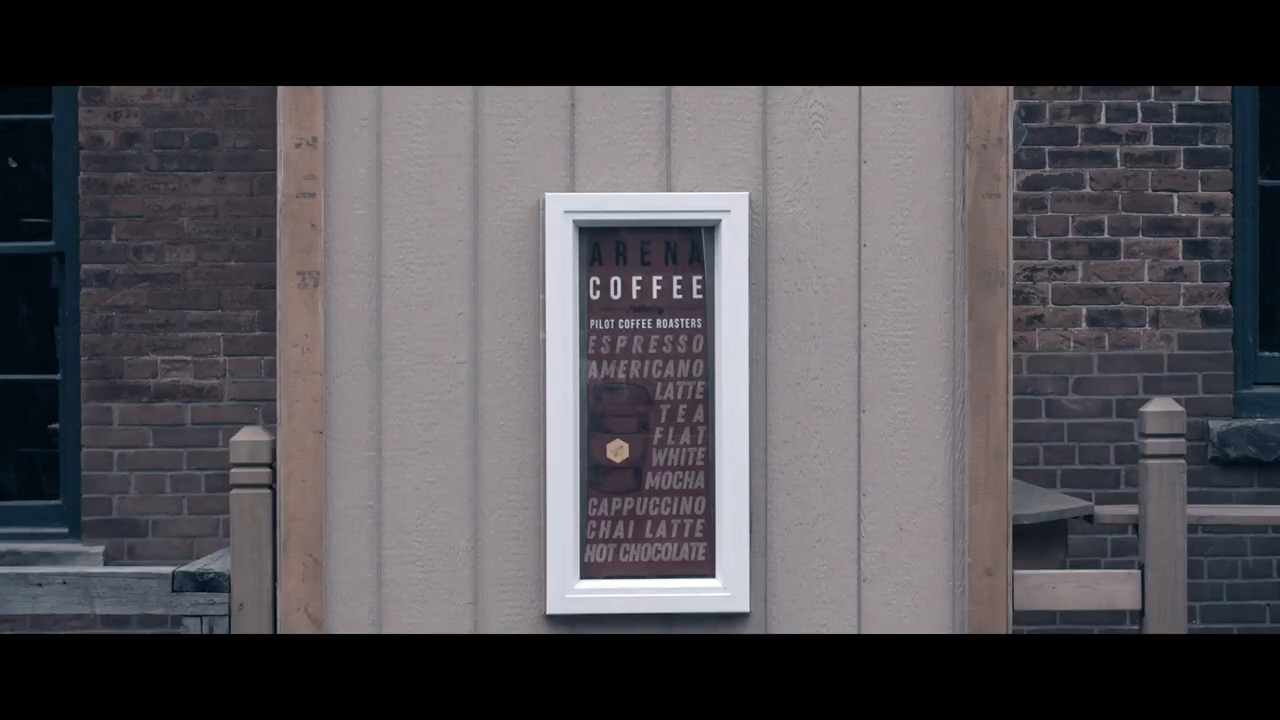 ARENA
COFFEE
PILOT COFFEE ROASTERS
ESPRESSO
AMERICANO
LATTE
TEA
FLAT
WHITE
MOCHA
CAPPUCCINO
CHAI LATTE
HOT CHOCOLATE